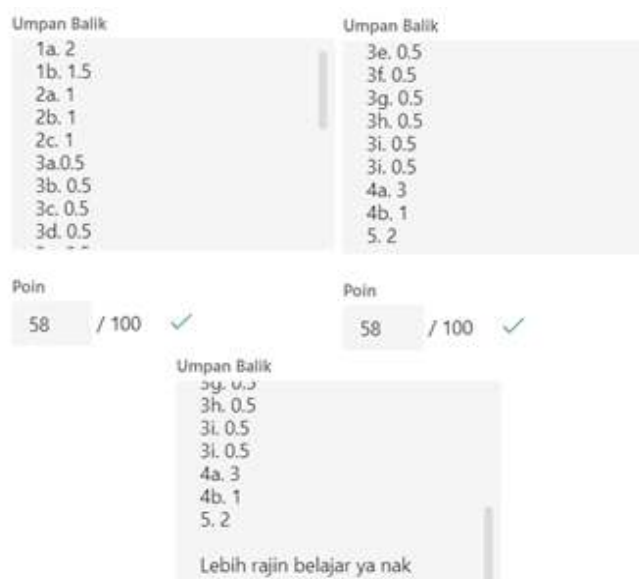 Umpan Balik
1a. 2
1b. 1.5
2a. 1
2b. 1
2c. 1
3a.0.5
3b. 0.5
3c. 0.5
3d. 0.5
Poin
58 / 100
Umpan Balik
3e. 0.5
3f. 0.5
3g. 0.5
3h. 0.5
3i. 0.5
3i. 0.5
4a. 3
4b. 1
5. 2
Poin
58 / 100
Umpan Balik
3g. 0.5
3h. 0.5
3i. 0.5
3i. 0.5
4a. 3
4b. 1
5. 2
Lebih rajin belajar ya nak